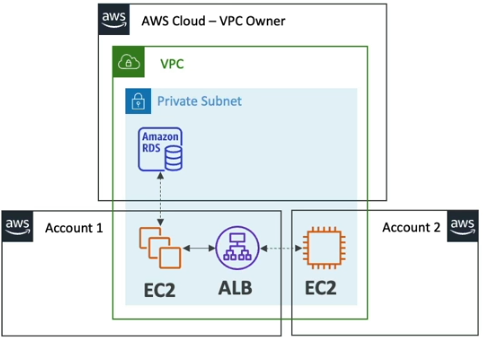 aws
AWS Cloud – VPC Owner
VPC
Private Subnet
Amazon
RDS
aws
Account 1
Account 2
aws
EC2
ALB
EC2